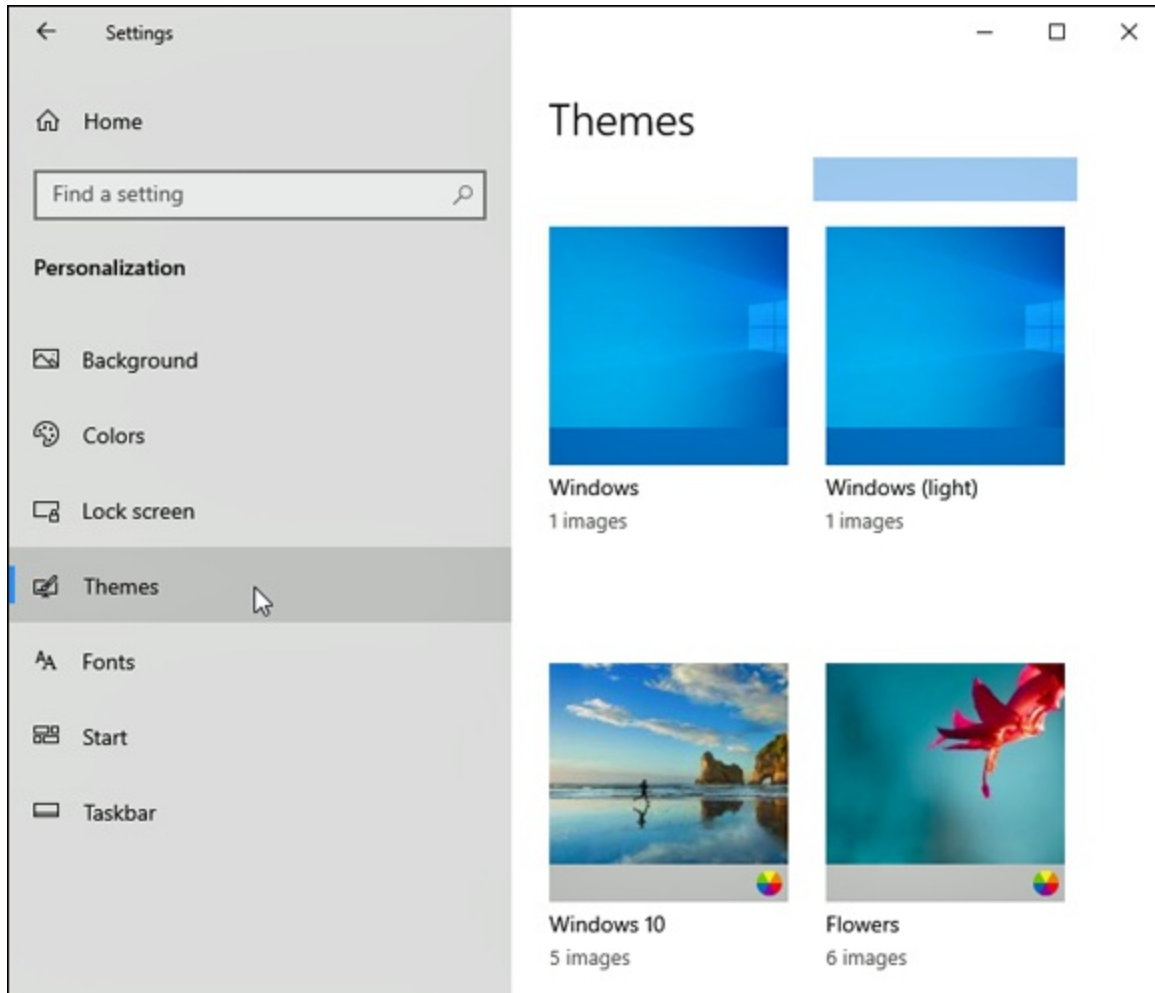 Settings
Home
Find a setting
Personalization
Background
Colors
Lock screen
Themes
Fonts
Start
Taskbar
Themes
Windows
1 images
Windows (light)
1 images
Windows 10
5 images
Flowers
6 images